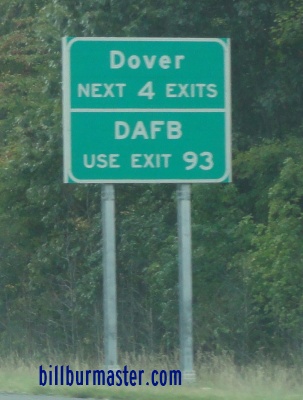 Dover
NEXT 4 EXITS
DAFB
USE EXIT 93
billburmaster.com